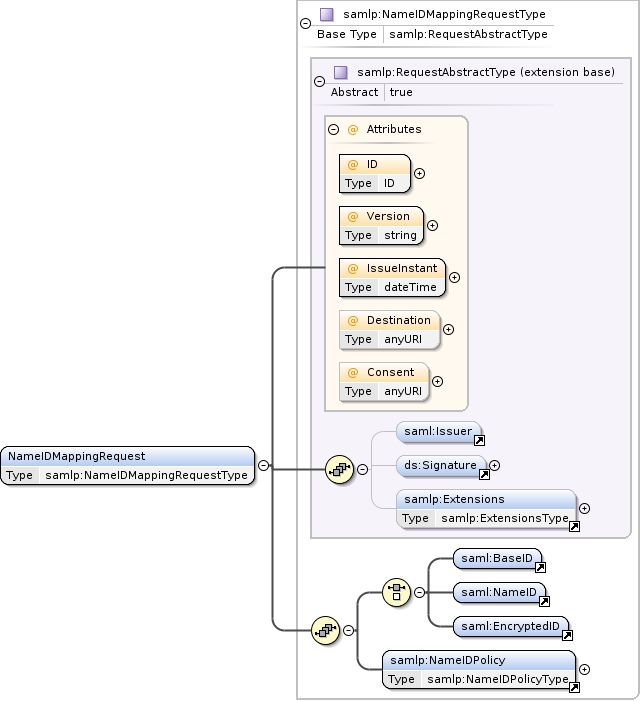 samlp:NameIDMappingRequestType
Base Type samlp:RequestAbstractType
samlp:RequestAbstractType (extension base)
Abstract true
@ Attributes
@ ID
Type ID
@ Version
Type string
@ IssueInstant
Type dateTime
@ Destination
Type anyURI
@ Consent
Type anyURI
saml:Issuer
NameIDMappingRequest
Type samlp:NameIDMappingRequestType
ds:Signature
samlp:Extensions
Type samlp:ExtensionsType
saml:BaseID
saml:NameID
saml:EncryptedID
samlp:NameIDPolicy
Type samlp:NameIDPolicyType